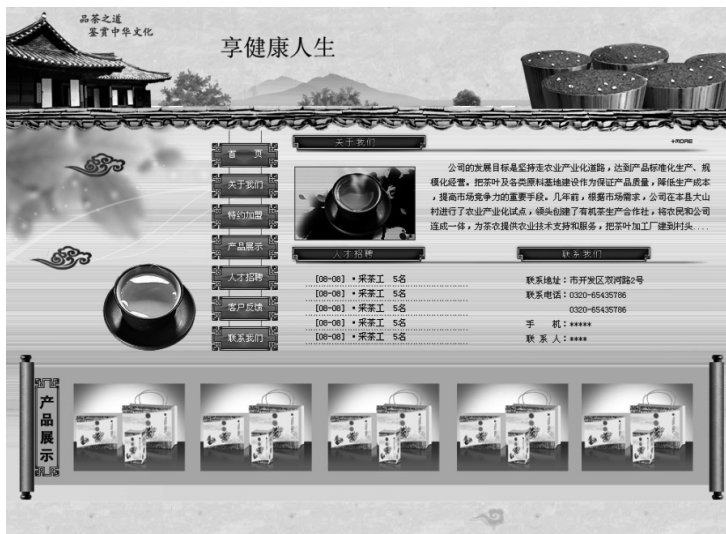 品茶之道
鉴赏中华文化
享健康人生
首 页
关于我们
特约加盟
产品展示
人才招聘
客户反馈
联系我们
关于我们
+MORE
公司的发展目标是坚持走农业产业化道路，达到产品标准化生产、规
模化经营。把茶叶及各类原料基地建设作为保证产品质量，降低生产成本
，提高市场竞争力的重要手段。几年前，根据市场需求，公司在本县大山
村进行了农业产业化试点，领头创建了有机茶生产合作社，将农民和公司
连成一体，为茶农提供农业技术支持和服务，把茶叶加工厂建到村头....
人才招聘
[08-08] •采茶工 5名
[08-08] •采茶工 5名
[08-08] •采茶工 5名
[08-08] •采茶工 5名
[08-08] •采茶工 5名
联系我们
联系地址：市开发区双河路2号
联系电话：0320-65435786
0320-65435786
手 机：*****
联 系 人：****
产品展示